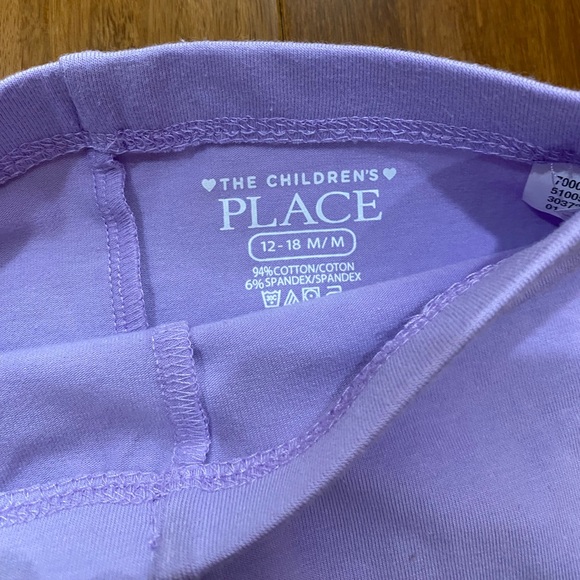 THE CHILDREN'S
PLACE
12-18 M/M
94% COTTON/COTON
6% SPANDEX/SPANDEX